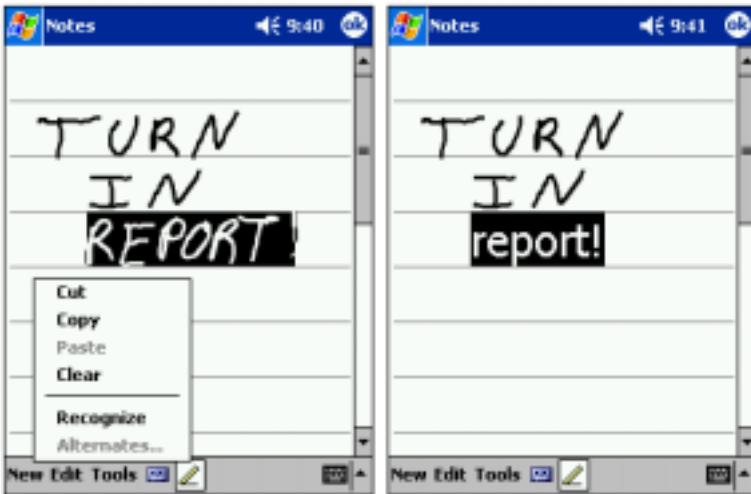 Notes 9:40 ok
TURN
IN
REPORT!
Cut
Copy
Paste
Clear
Recognize
Alternates...
New Edit Tools
Notes 9:41 ok
TURN
IN
report!
New Edit Tools